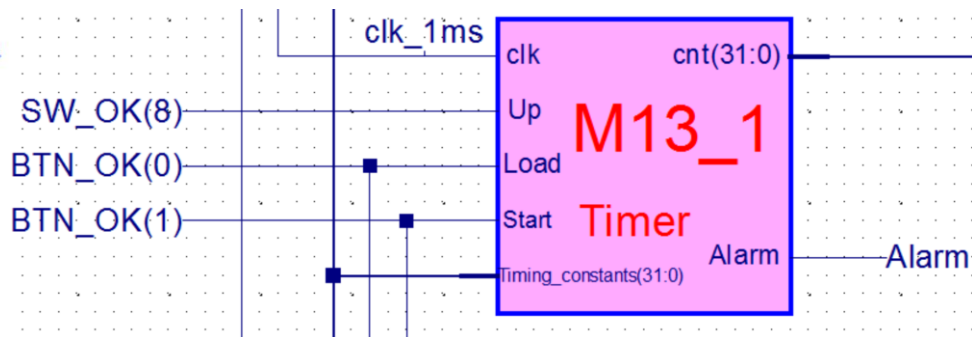 clk_1ms
clk
cnt(31:0)
SW_OK(8)
Up
M13_1
BTN_OK(0)
Load
BTN_OK(1)
Start
Timer
Alarm
Alarm
Timing_constants(31:0)